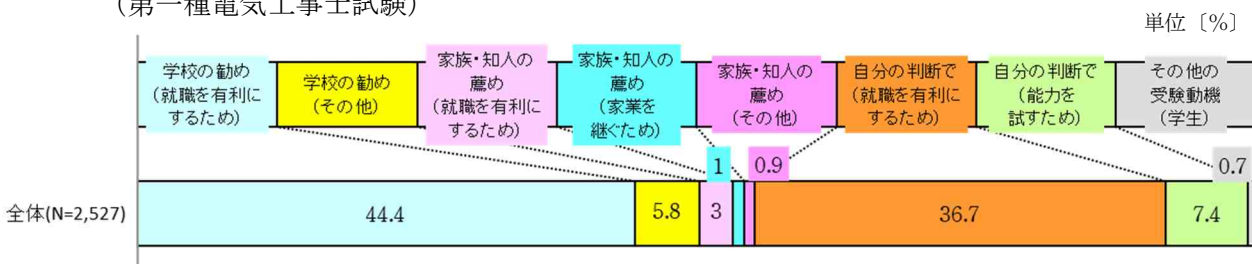 (第一種電気工事士試験)
単位〔%〕
学校の勧め
(就職を有利に
するため)
学校の勧め
(その他)
家族・知人の
薦め
(就職を有利に
するため)
家族・知人の
薦め
(家業を
継ぐため)
家族・知人の
薦め
(その他)
自分の判断で
(就職を有利に
するため)
自分の判断で
(能力を
試すため)
その他の
受験動機
(学生)
1
0.9
0.7
全体(N=2,527)
44.4
5.8
3
36.7
7.4